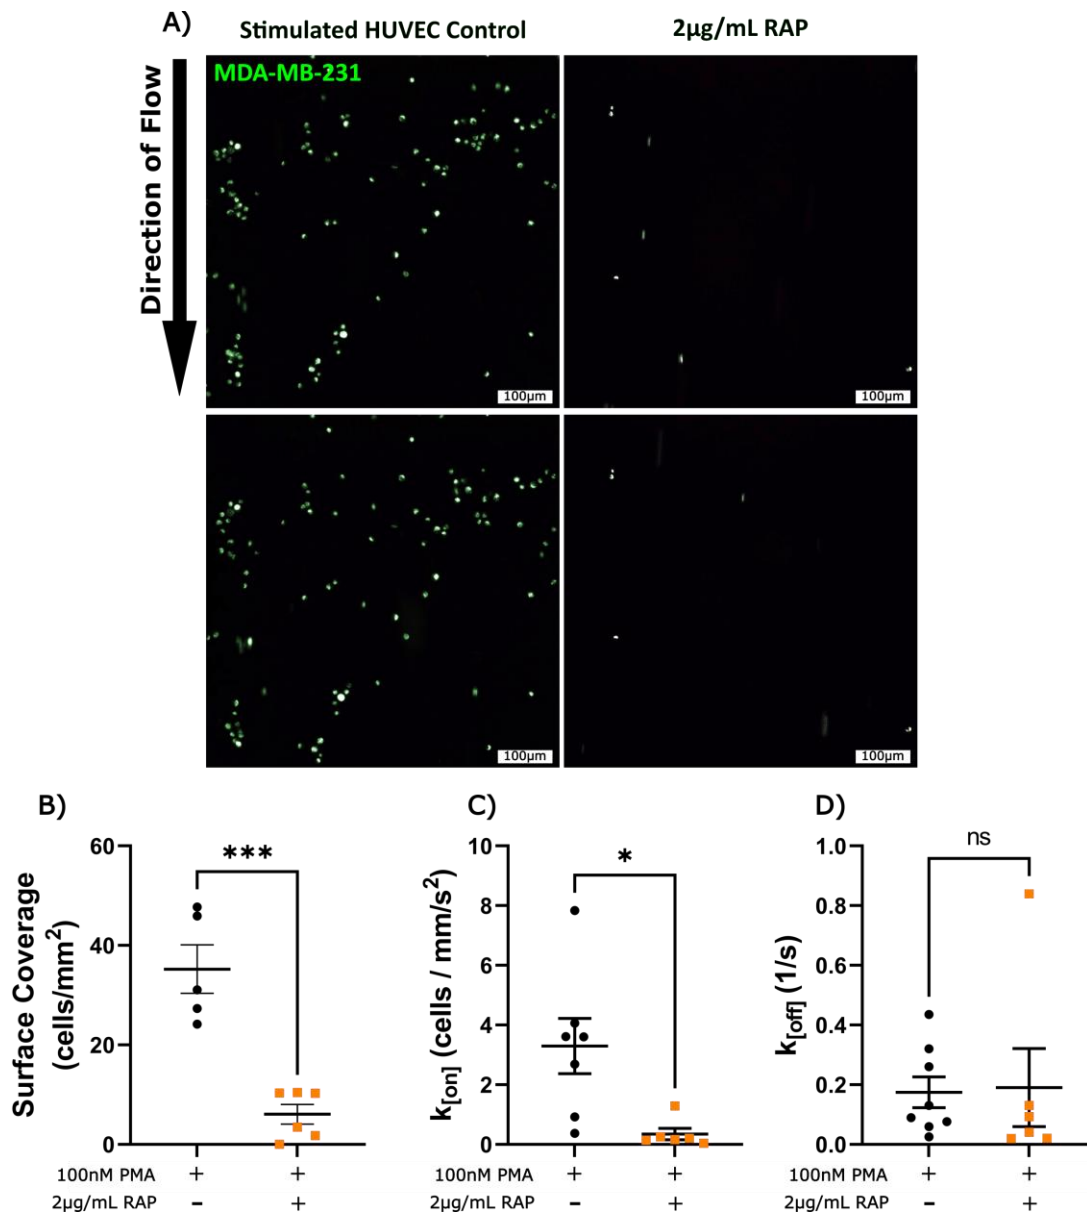 A)
Stimulated HUVEC Control
2µg/mL RAP
Direction of Flow
MDA-MB-231
100µm
100µm
100µm
100µm
B)
Surface Coverage
(cells/mm²)
60
40
20
0
***
100nM PMA + +
2µg/mL RAP - +
C)
k[on] (cells / mm/s²)
10
8
6
4
2
0
*
+ +
- +
100nM PMA
2µg/mL RAP
D)
k[off] (1/s)
1.0
0.8
0.6
0.4
0.2
0.0
ns
100nM PMA + +
2µg/mL RAP - +